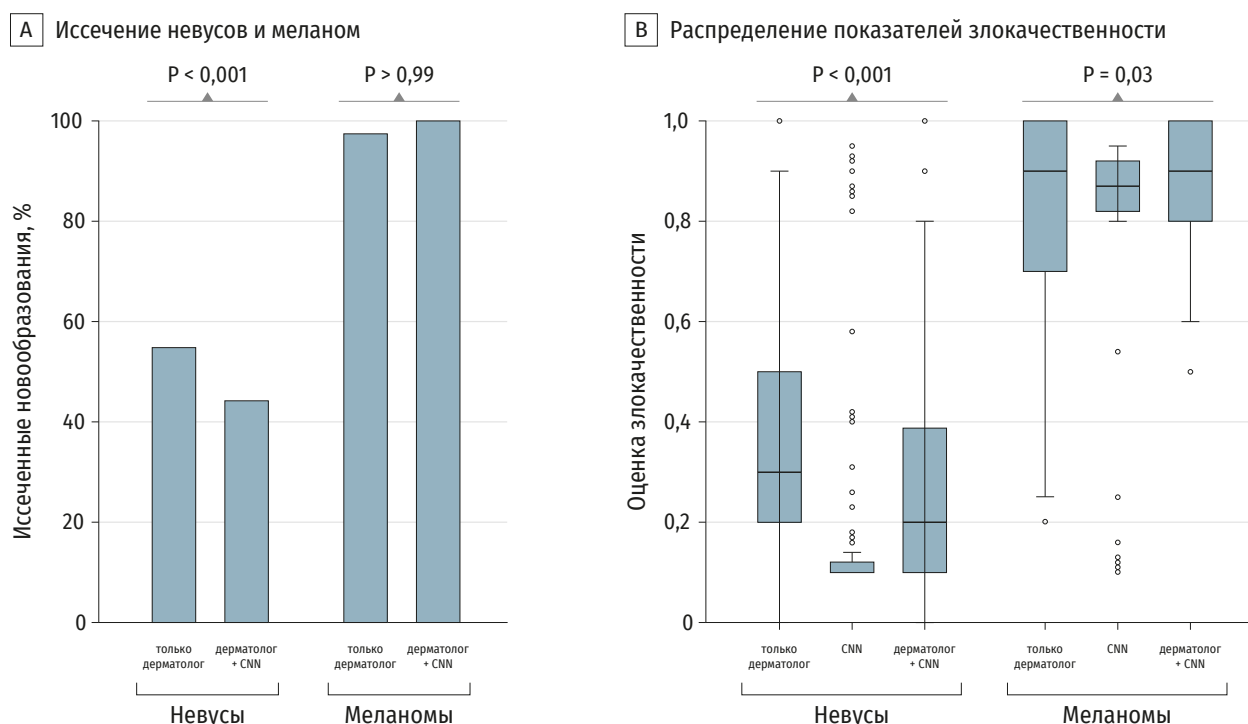 A Иссечение невусов и меланом
P < 0,001
P > 0,99
Иссеченные новообразования, %
100
80
60
40
20
0
только
дерматолог
дерматолог
+ CNN
только
дерматолог
дерматолог
+ CNN
Невусы
Меланомы
B Распределение показателей злокачественности
P < 0,001
P = 0,03
Оценка злокачественности
1,0
0,8
0,6
0,4
0,2
0
только
дерматолог
CNN
дерматолог
+ CNN
только
дерматолог
CNN
дерматолог
+ CNN
Невусы
Меланомы